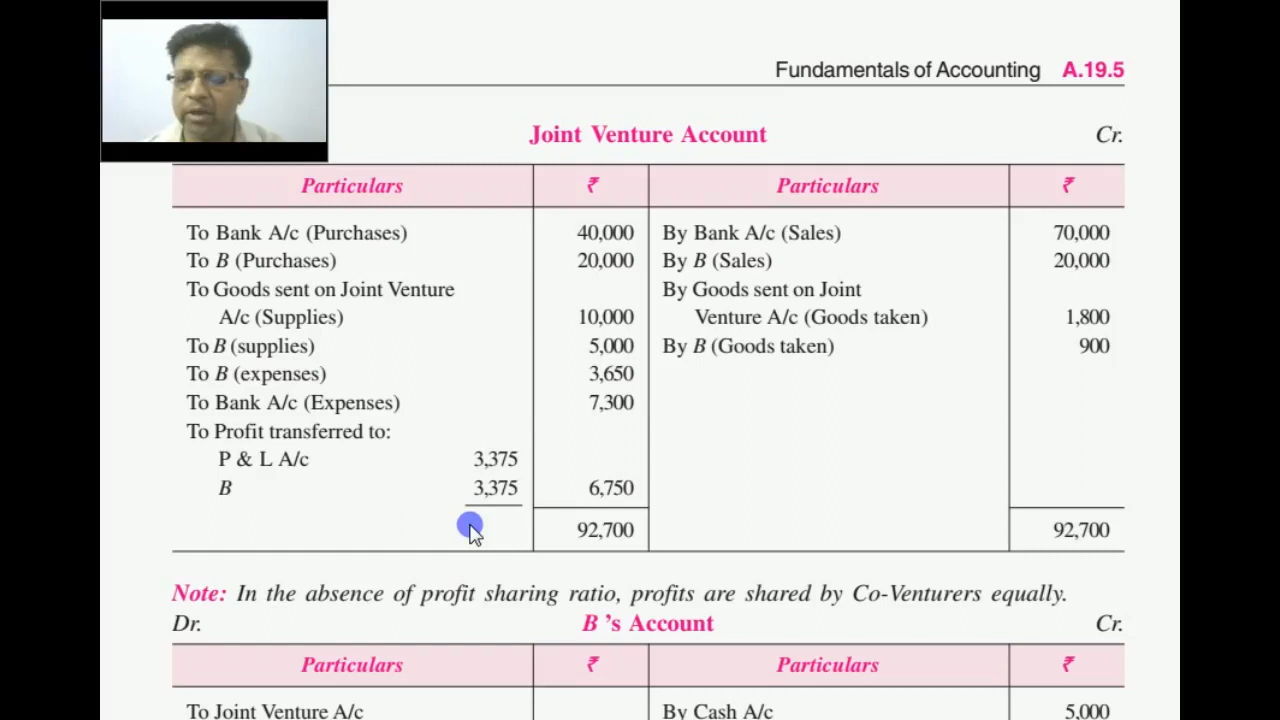 Fundamentals of Accounting A.19.5
Joint Venture Account Cr.
Particulars ₹ Particulars ₹
To Bank A/c (Purchases) 40,000 By Bank A/c (Sales) 70,000
To B (Purchases) 20,000 By B (Sales) 20,000
To Goods sent on Joint Venture By Goods sent on Joint
A/c (Supplies) 10,000 Venture A/c (Goods taken) 1,800
To B (supplies) 5,000 By B (Goods taken) 900
To B (expenses) 3,650
To Bank A/c (Expenses) 7,300
To Profit transferred to:
P & L A/c 3,375
B 3,375 6,750
92,700 92,700
Note: In the absence of profit sharing ratio, profits are shared by Co-Venturers equally.
Dr. B 's Account Cr.
Particulars ₹ Particulars ₹
To Joint Venture A/c By Cash A/c 5,000